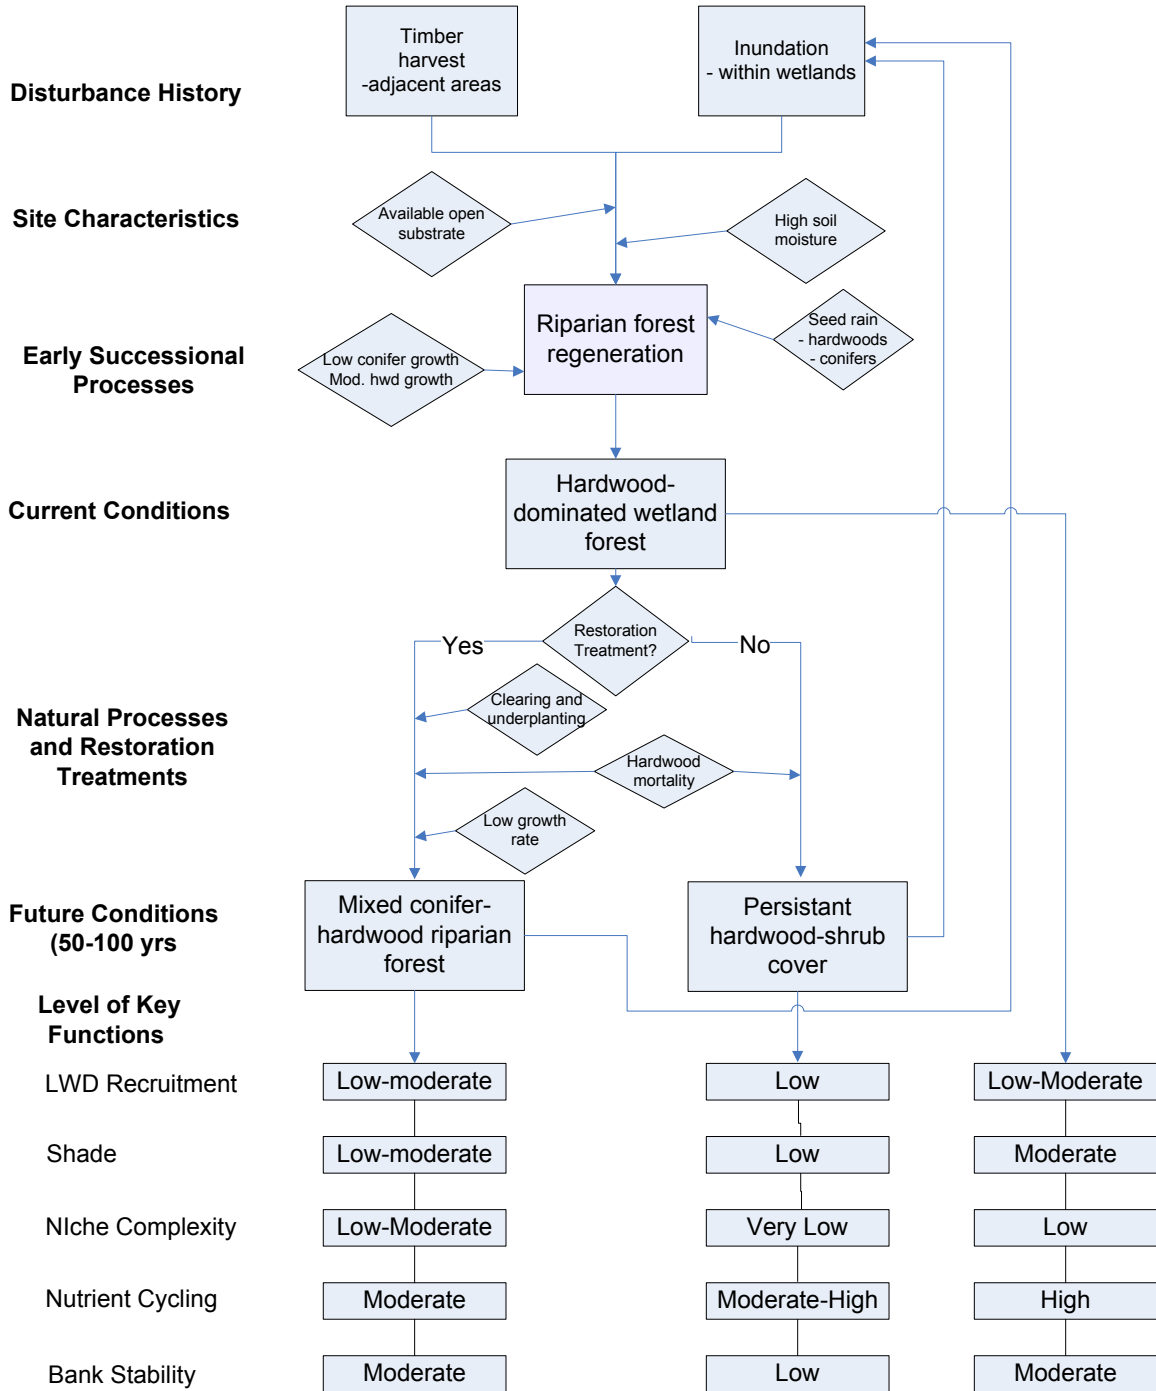 Timber
harvest
-adjacent areas
Inundation
- within wetlands
Disturbance History
Site Characteristics
Available open
substrate
High soil
moisture
Early Successional
Processes
Low conifer growth
Mod. hwd growth
Riparian forest
regeneration
Seed rain
- hardwoods
- conifers
Current Conditions
Hardwood-
dominated wetland
forest
Restoration
Treatment?
Yes
No
Natural Processes
and Restoration
Treatments
Clearing and
underplanting
Hardwood
mortality
Low growth
rate
Future Conditions
(50-100 yrs
Mixed conifer-
hardwood riparian
forest
Persistant
hardwood-shrub
cover
Level of Key
Functions
LWD Recruitment
Low-moderate
Low
Low-Moderate
Shade
Low-moderate
Low
Moderate
NIche Complexity
Low-Moderate
Very Low
Low
Nutrient Cycling
Moderate
Moderate-High
High
Bank Stability
Moderate
Low
Moderate